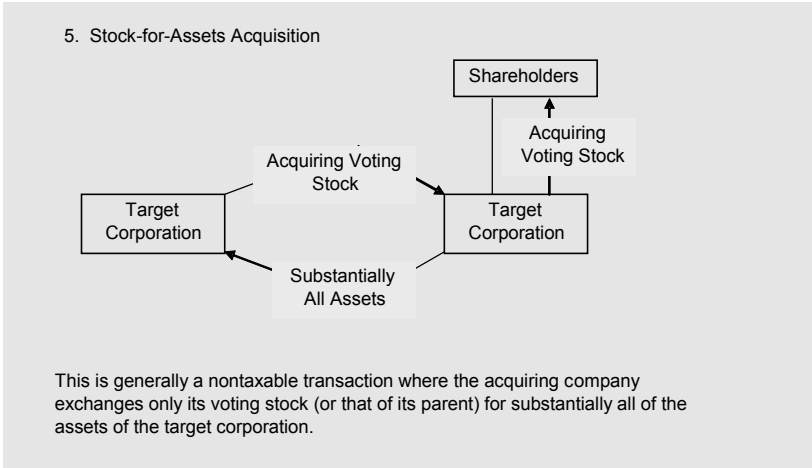 5. Stock-for-Assets Acquisition
Shareholders
Acquiring
Voting Stock
Acquiring Voting
Stock
Target
Corporation
Target
Corporation
Substantially
All Assets
This is generally a nontaxable transaction where the acquiring company
exchanges only its voting stock (or that of its parent) for substantially all of the
assets of the target corporation.